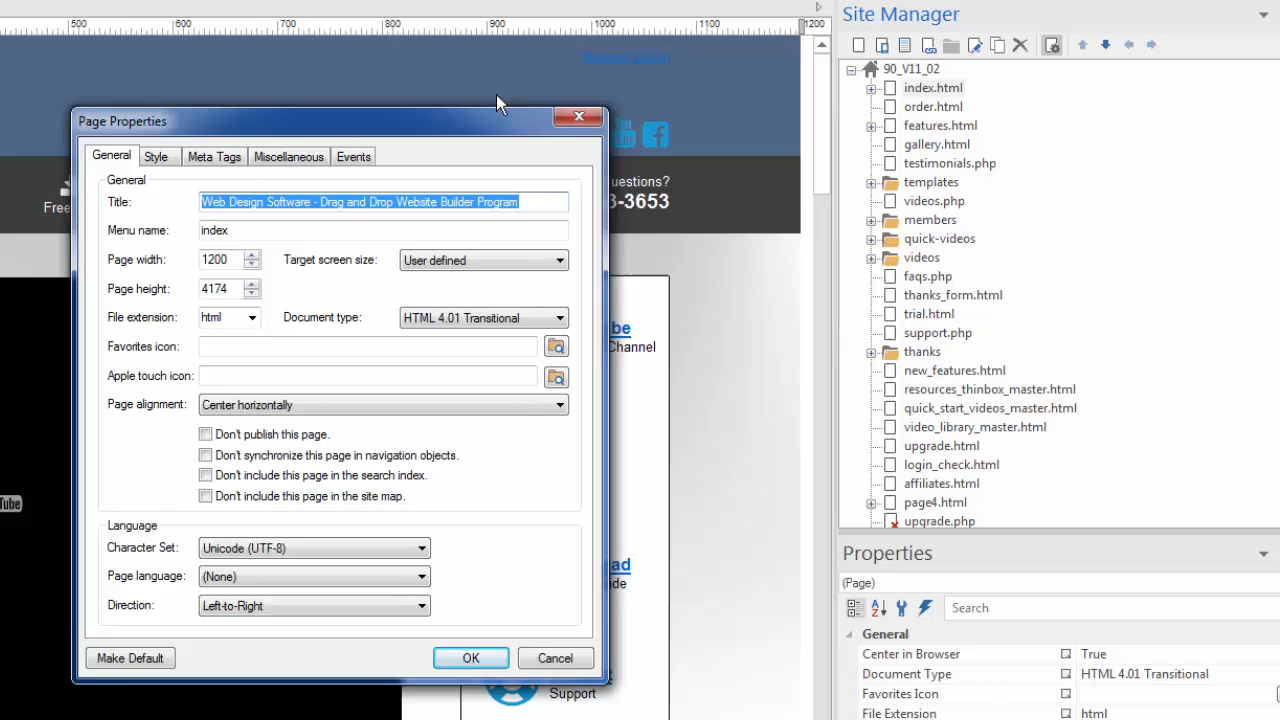 500 600 700 800 900 1000 1100 1200
Questions?
Free
3-3653
Tube
be
Channel
ad
Support
Page Properties
General Style Meta Tags Miscellaneous Events
General
Title: Web Design Software - Drag and Drop Website Builder Program
Menu name: index
Page width: 1200 Target screen size: User defined
Page height: 4174
File extension: html Document type: HTML 4.01 Transitional
Favorites icon:
Apple touch icon:
Page alignment: Center horizontally
Don't publish this page.
Don't synchronize this page in navigation objects.
Don't include this page in the search index.
Don't include this page in the site map.
Language
Character Set: Unicode (UTF-8)
Page language: (None)
Direction: Left-to-Right
Make Default OK Cancel
Site Manager
90_V11_02
index.html
order.html
features.html
gallery.html
testimonials.php
templates
videos.php
members
quick-videos
videos
faqs.php
thanks_form.html
trial.html
support.php
thanks
new_features.html
resources_thinbox_master.html
quick_start_videos_master.html
video_library_master.html
upgrade.html
login_check.html
affiliates.html
page4.html
upgrade.php
Properties
(Page)
Search
General
Center in Browser True
Document Type HTML 4.01 Transitional
Favorites Icon
File Extension html